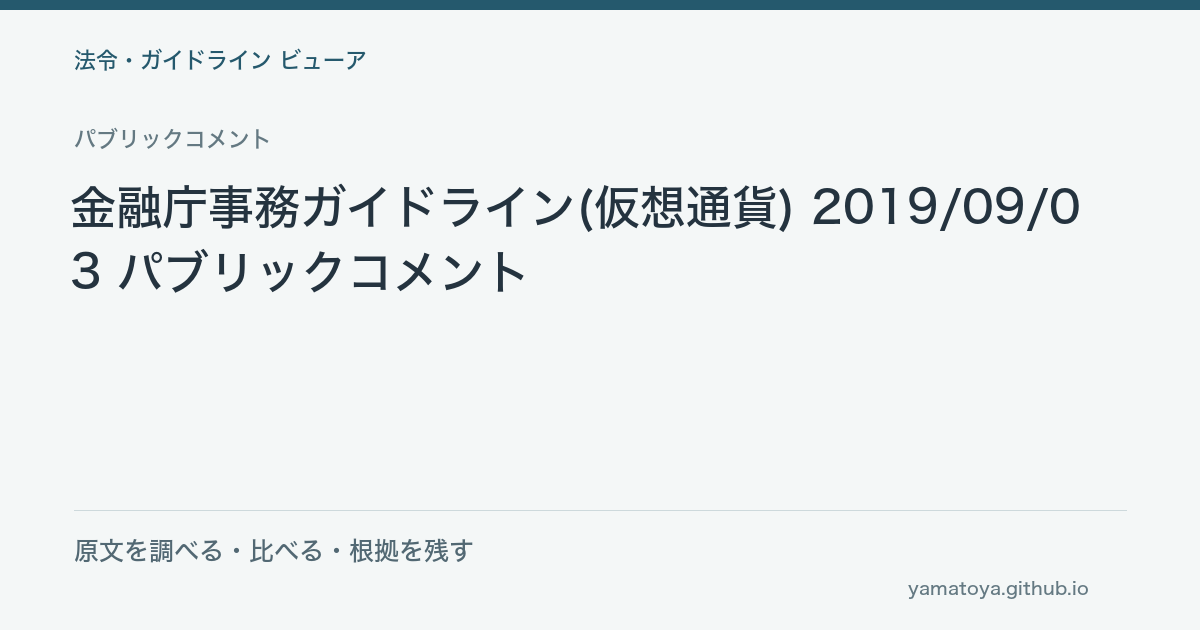 法令・ガイドライン ビューア
パブリックコメント
金融庁事務ガイドライン(仮想通貨) 2019/09/0
3 パブリックコメント
原文を調べる・比べる・根拠を残す
yamatoya.github.io